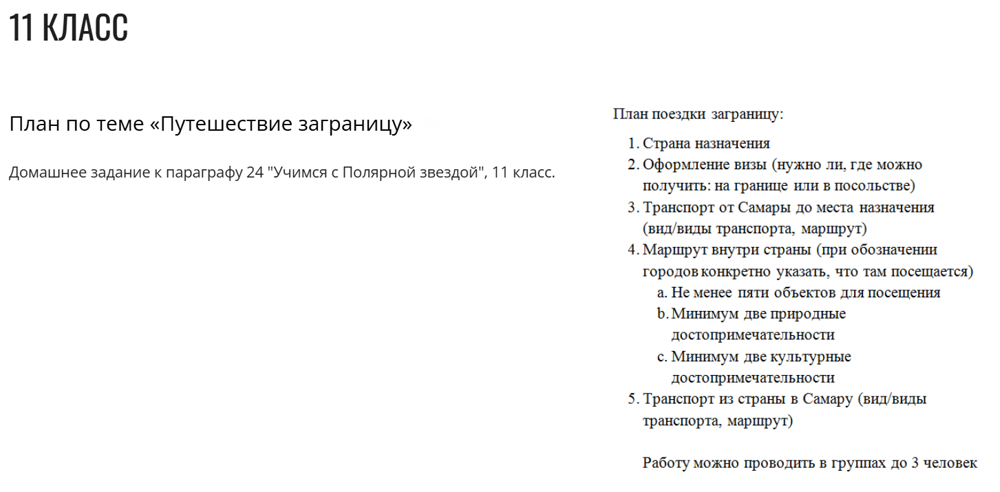 11 КЛАСС
План по теме «Путешествие заграницу»
Домашнее задание к параграфу 24 "Учимся с Полярной звездой", 11 класс.
План поездки заграницу:
1. Страна назначения
2. Оформление визы (нужно ли, где можно
получить: на границе или в посольстве)
3. Транспорт от Самары до места назначения
(вид/виды транспорта, маршрут)
4. Маршрут внутри страны (при обозначении
городов конкретно указать, что там посещается)
a. Не менее пяти объектов для посещения
b. Минимум две природные
достопримечательности
c. Минимум две культурные
достопримечательности
5. Транспорт из страны в Самару (вид/виды
транспорта, маршрут)
Работу можно проводить в группах до 3 человек